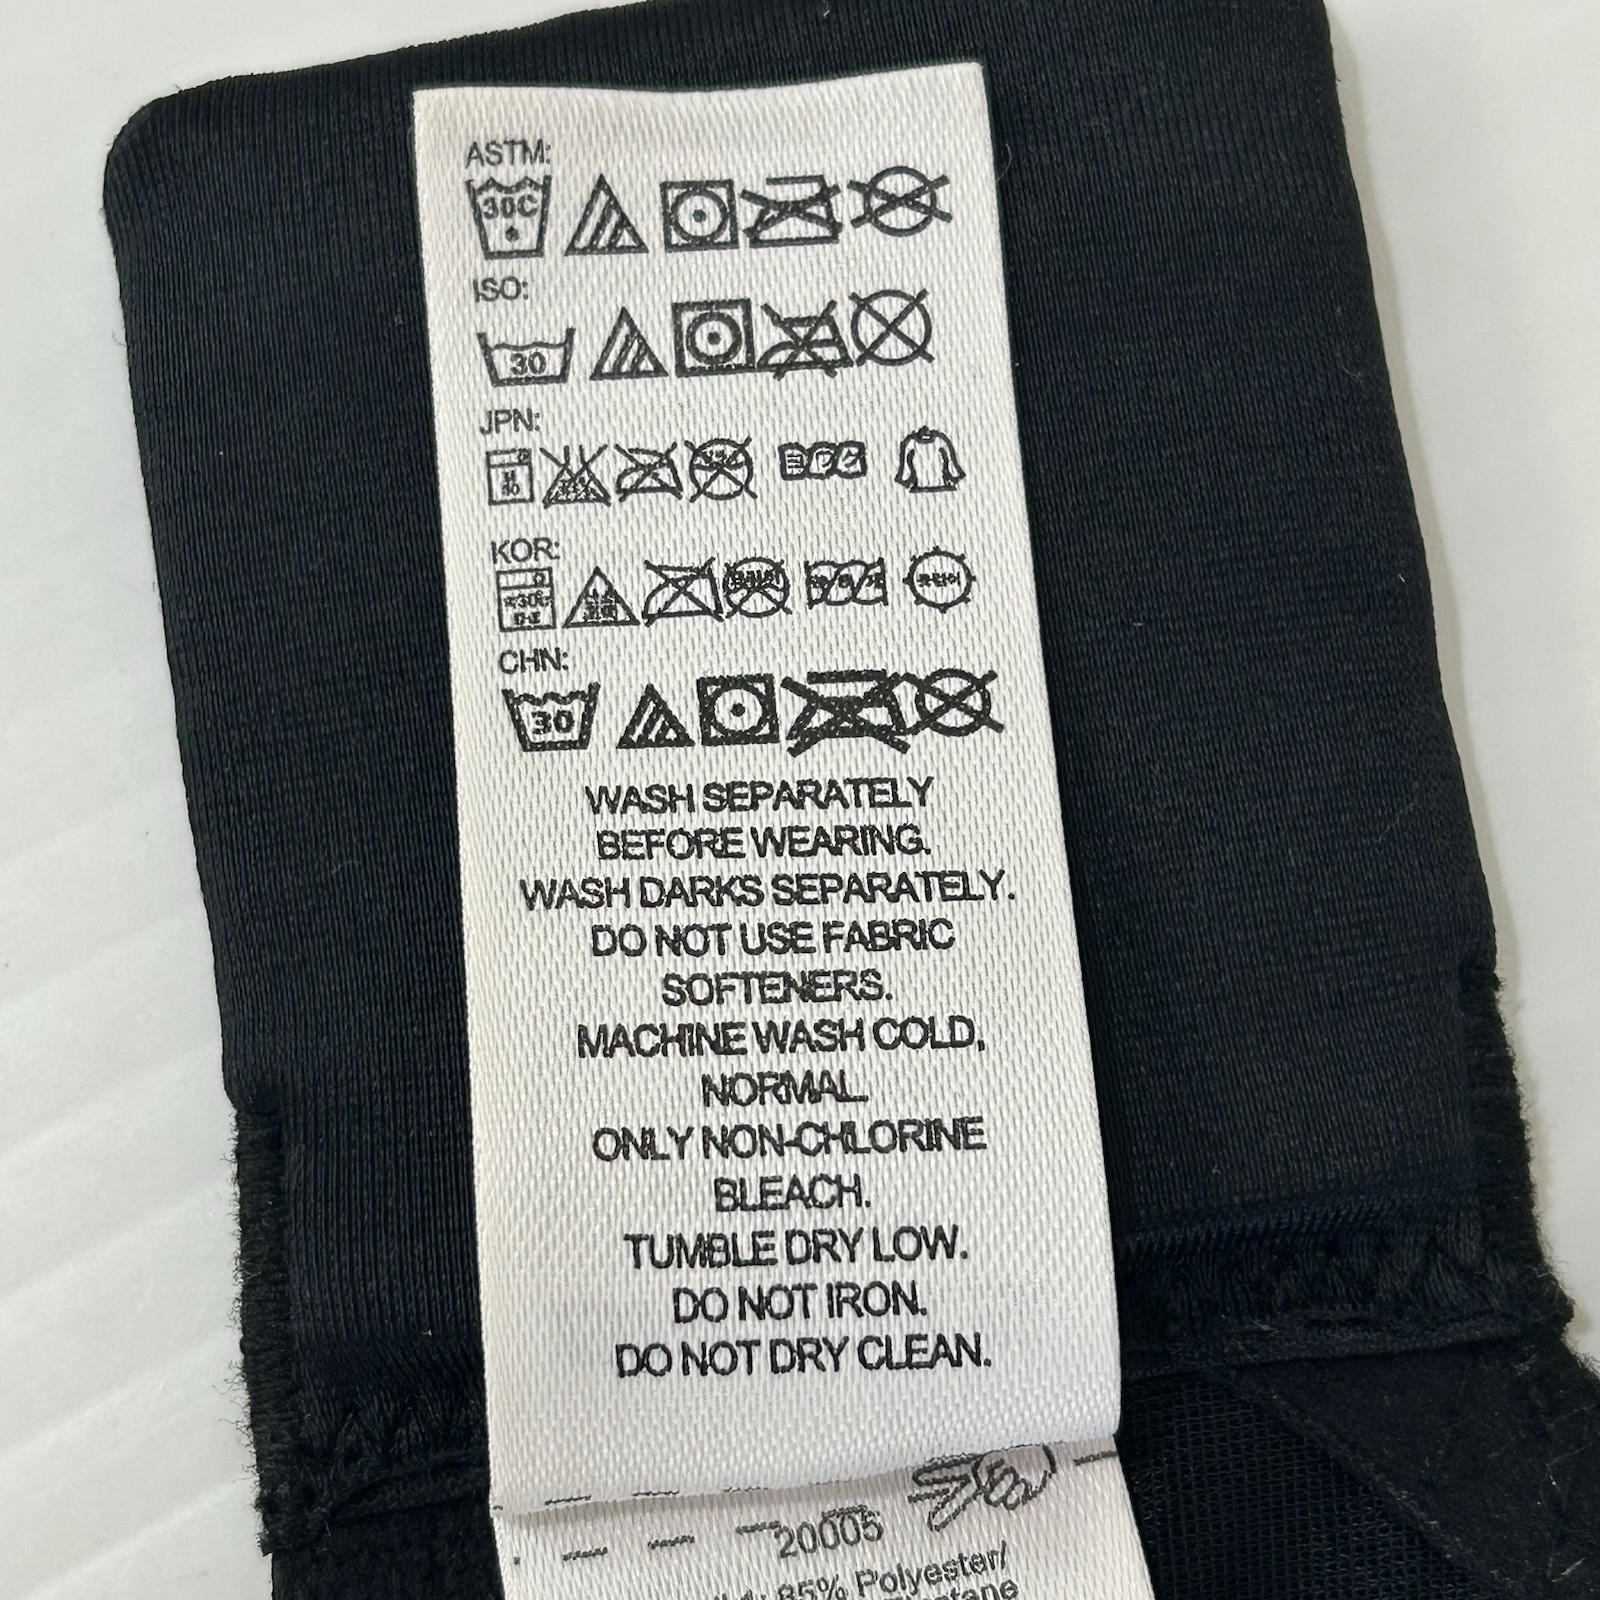 ASTM:
30C
ISO:
30
JPN:
KOR:
CHN:
30
WASH SEPARATELY
BEFORE WEARING.
WASH DARKS SEPARATELY.
DO NOT USE FABRIC
SOFTENERS.
MACHINE WASH COLD,
NORMAL.
ONLY NON-CHLORINE
BLEACH.
TUMBLE DRY LOW.
DO NOT IRON.
DO NOT DRY CLEAN.
20005
85% Polyester/